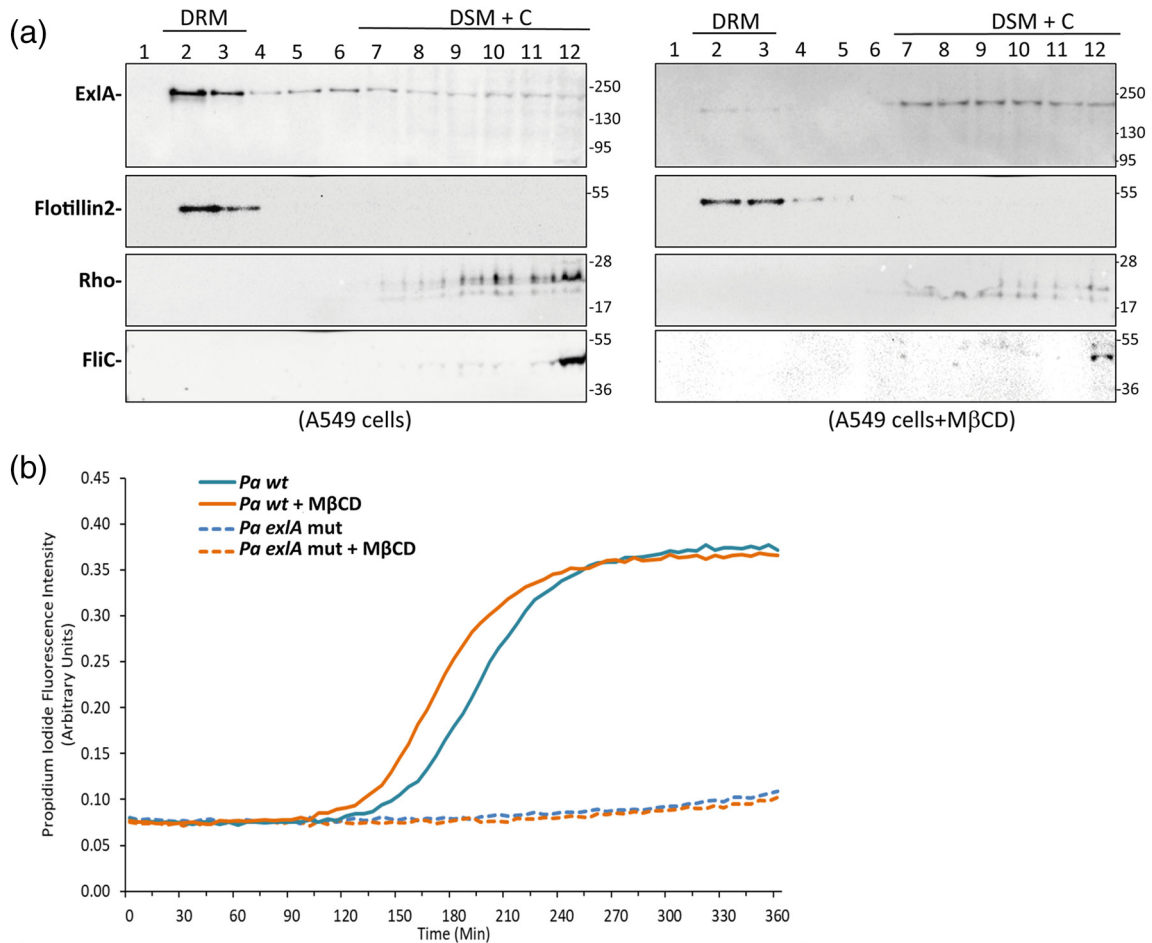 (a)
DRM DSM + C DRM DSM + C
1 2 3 4 5 6 7 8 9 10 11 12 1 2 3 4 5 6 7 8 9 10 11 12
ExlA- -250 -250
-130 -130
-95 -95
Flotillin2- -55 -55
Rho- -28 -28
-17 -17
FliC- -55 -55
-36 -36
(A549 cells) (A549 cells+MβCD)
(b)
Pa wt
Pa wt + MβCD
Pa exlA mut
Pa exlA mut + MβCD
Propidium Iodide Fluorescence Intensity
(Arbitrary Units)
0.45
0.40
0.35
0.30
0.25
0.20
0.15
0.10
0.05
0.00
0 30 60 90 120 150 180 210 240 270 300 330 360
Time (Min)